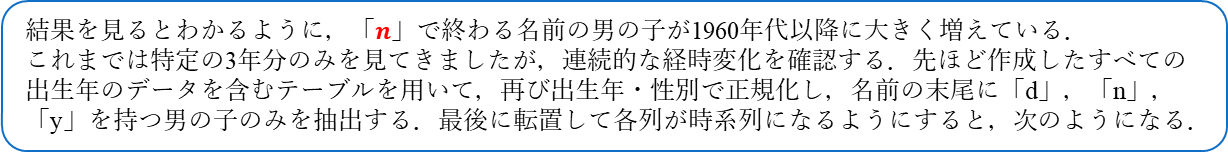 結果を見るとわかるように，「n」で終わる名前の男の子が1960年代以降に大きく増えている．
これまでは特定の3年分のみを見てきましたが，連続的な経時変化を確認する．先ほど作成したすべての
出生年のデータを含むテーブルを用いて，再び出生年・性別で正規化し，名前の末尾に「d」，「n」，
「y」を持つ男の子のみを抽出する．最後に転置して各列が時系列になるようにすると，次のようになる．